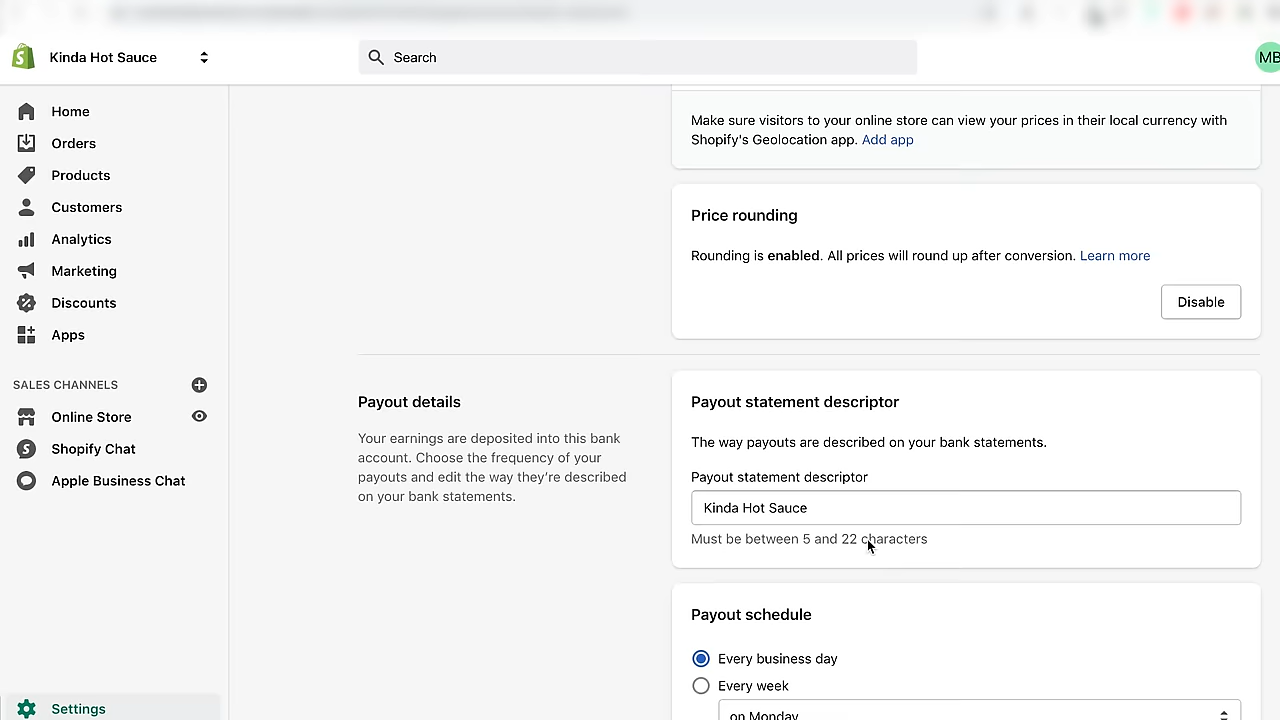 Kinda Hot Sauce
Search
MB
Home
Orders
Products
Customers
Analytics
Marketing
Discounts
Apps
SALES CHANNELS
Online Store
Shopify Chat
Apple Business Chat
Settings
Make sure visitors to your online store can view your prices in their local currency with
Shopify's Geolocation app. Add app
Price rounding
Rounding is enabled. All prices will round up after conversion. Learn more
Disable
Payout details
Your earnings are deposited into this bank
account. Choose the frequency of your
payouts and edit the way they're described
on your bank statements.
Payout statement descriptor
The way payouts are described on your bank statements.
Payout statement descriptor
Kinda Hot Sauce
Must be between 5 and 22 characters
Payout schedule
Every business day
Every week
on Monday